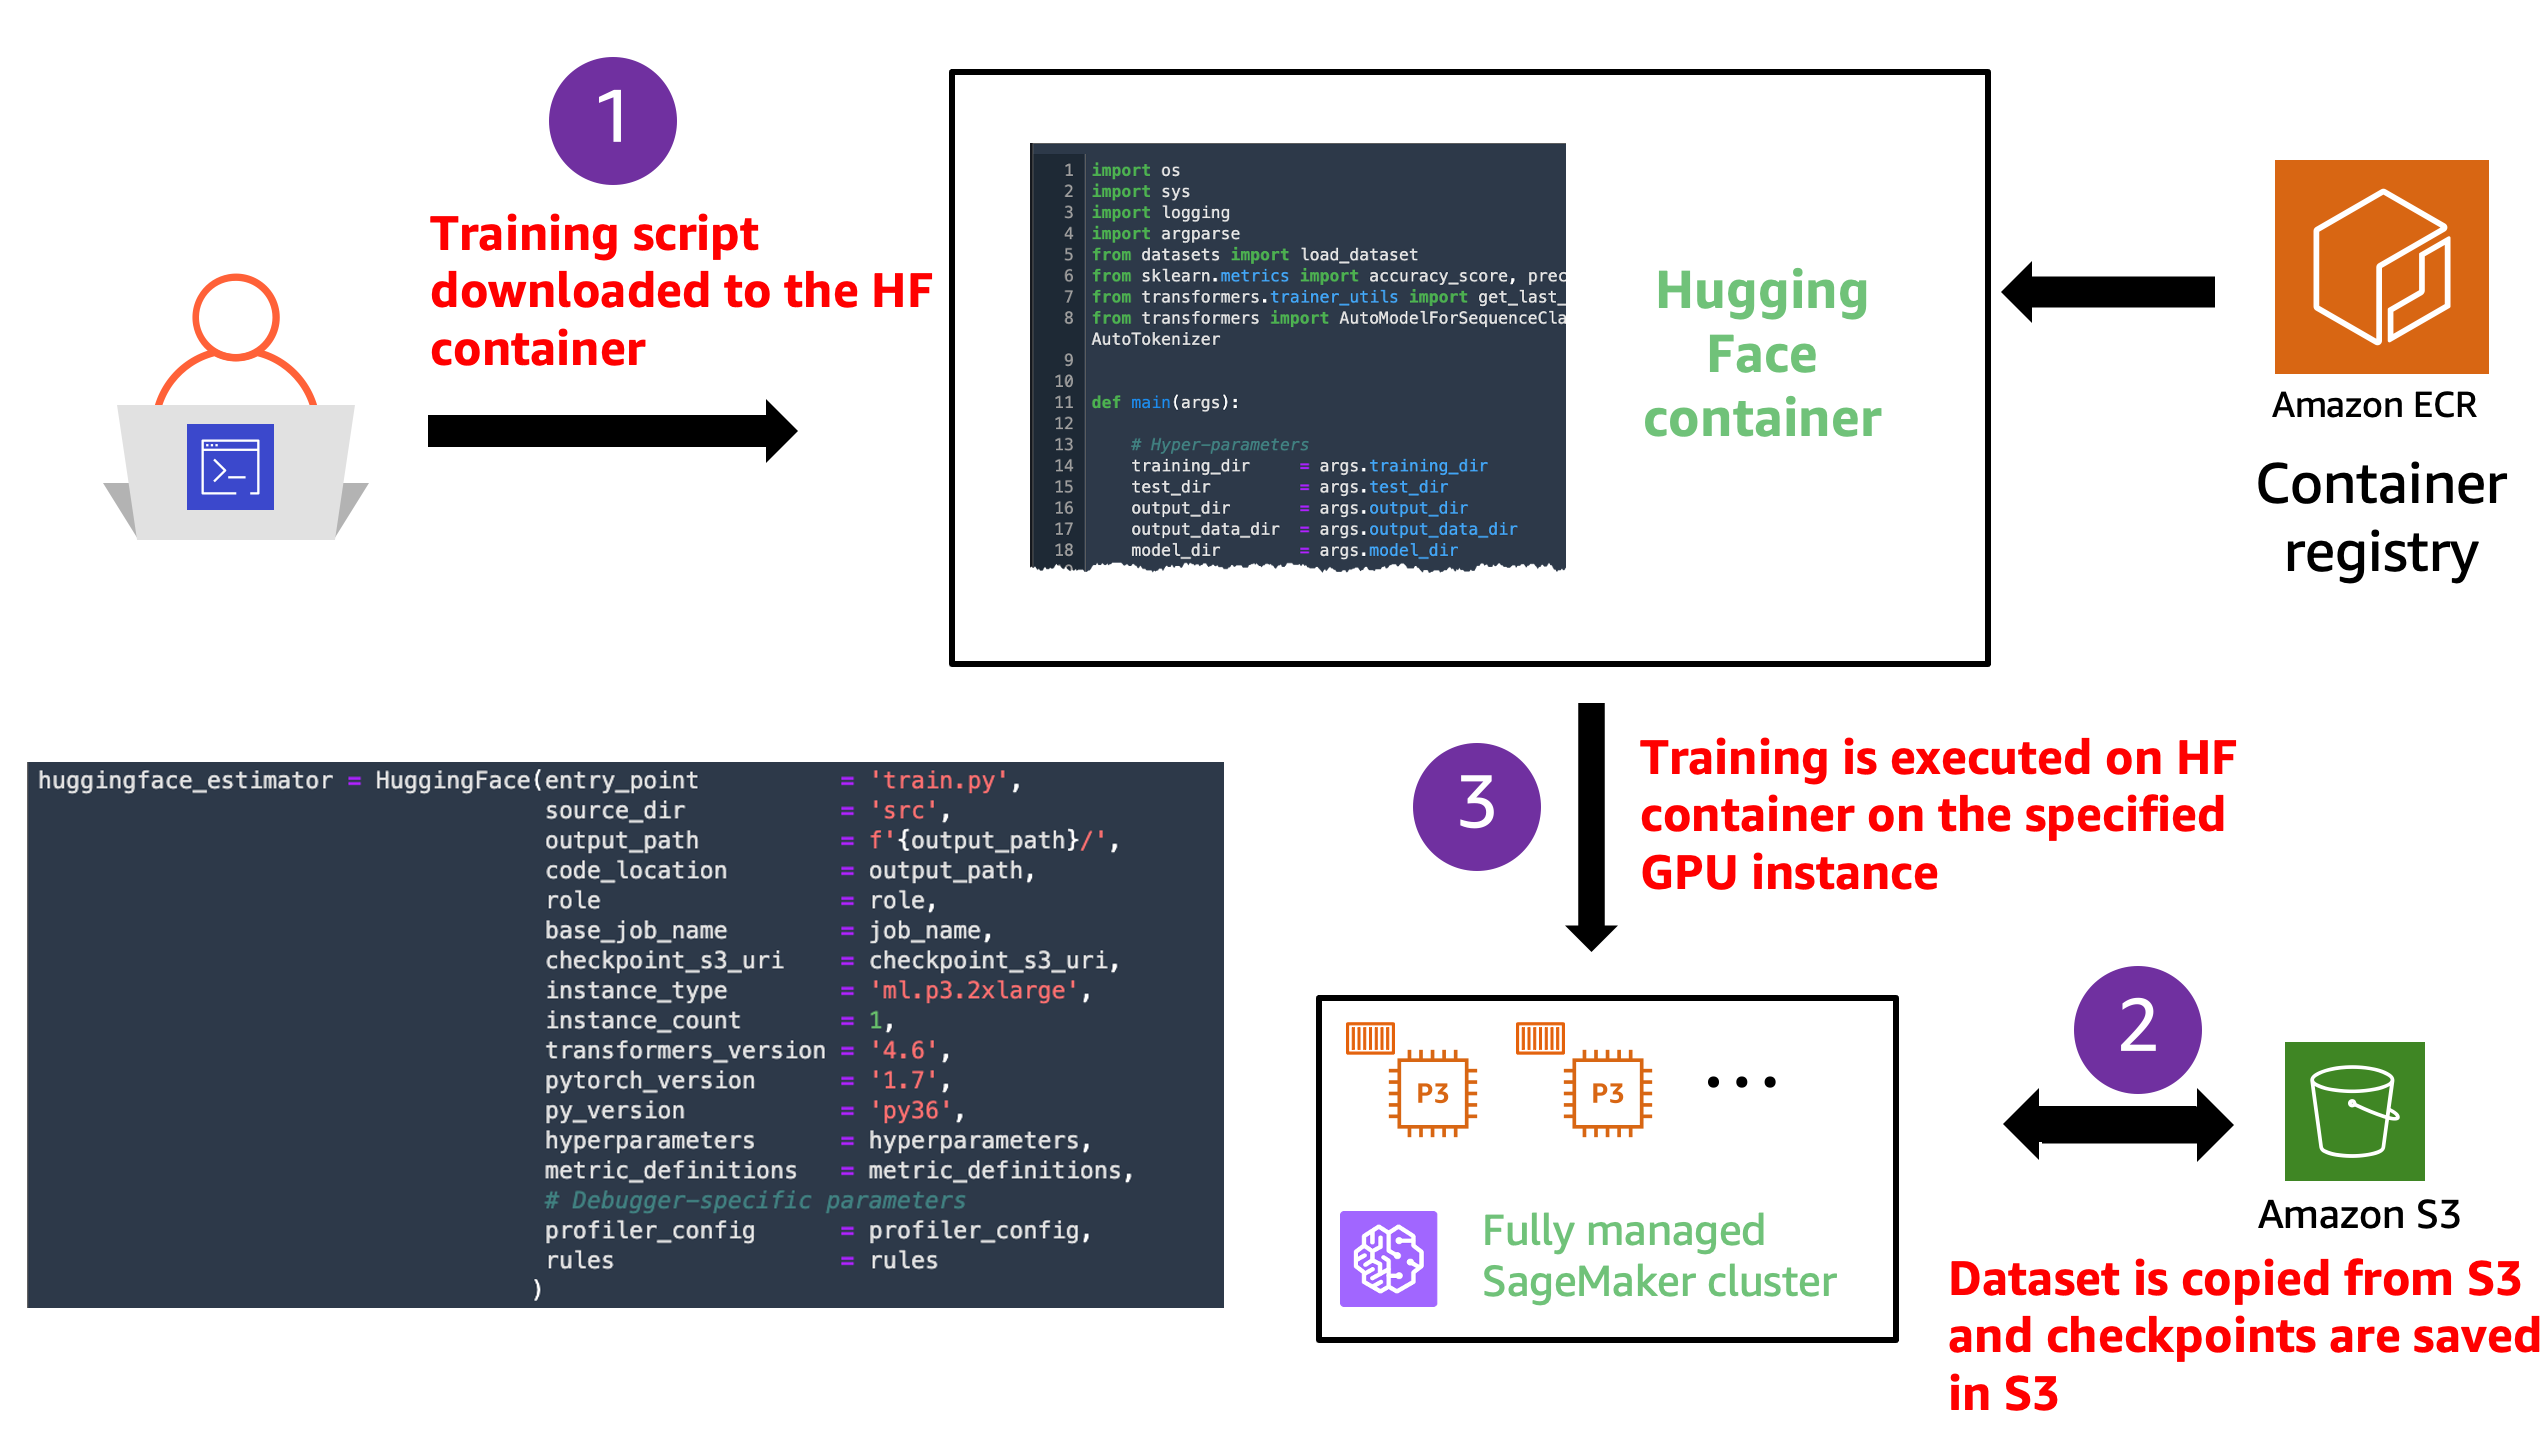 1
Training script
downloaded to the HF
container
1 import os
2 import sys
3 import logging
4 import argparse
5 from datasets import load_dataset
6 from sklearn.metrics import accuracy_score, prec
7 from transformers.trainer_utils import get_last_
8 from transformers import AutoModelForSequenceCla
AutoTokenizer
9
10
11 def main(args):
12
13 # Hyper-parameters
14 training_dir = args.training_dir
15 test_dir = args.test_dir
16 output_dir = args.output_dir
17 output_data_dir = args.output_data_dir
18 model_dir = args.model_dir
Hugging
Face
container
Amazon ECR
Container
registry
huggingface_estimator = HuggingFace(entry_point = 'train.py',
source_dir = 'src',
output_path = f'{output_path}/',
code_location = output_path,
role = role,
base_job_name = job_name,
checkpoint_s3_uri = checkpoint_s3_uri,
instance_type = 'ml.p3.2xlarge',
instance_count = 1,
transformers_version = '4.6',
pytorch_version = '1.7',
py_version = 'py36',
hyperparameters = hyperparameters,
metric_definitions = metric_definitions,
# Debugger-specific parameters
profiler_config = profiler_config,
rules = rules
)
3
Training is executed on HF
container on the specified
GPU instance
P3
P3
...
Fully managed
SageMaker cluster
2
Amazon S3
Dataset is copied from S3
and checkpoints are saved
in S3